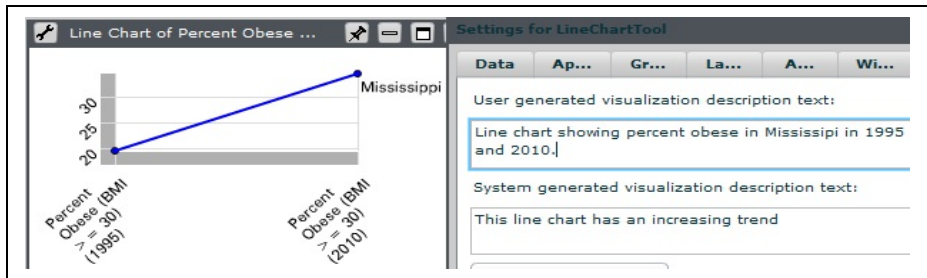 Line Chart of Percent Obese ...
Mississippi
30
25
20
Percent
Obese (BMI
> = 30)
(1995)
Percent
Obese (BMI
> = 30)
(2010)
Settings for LineChartTool
Data
Ap...
Gr...
La...
A...
Wi...
User generated visualization description text:
Line chart showing percent obese in Mississipi in 1995
and 2010.
System generated visualization description text:
This line chart has an increasing trend